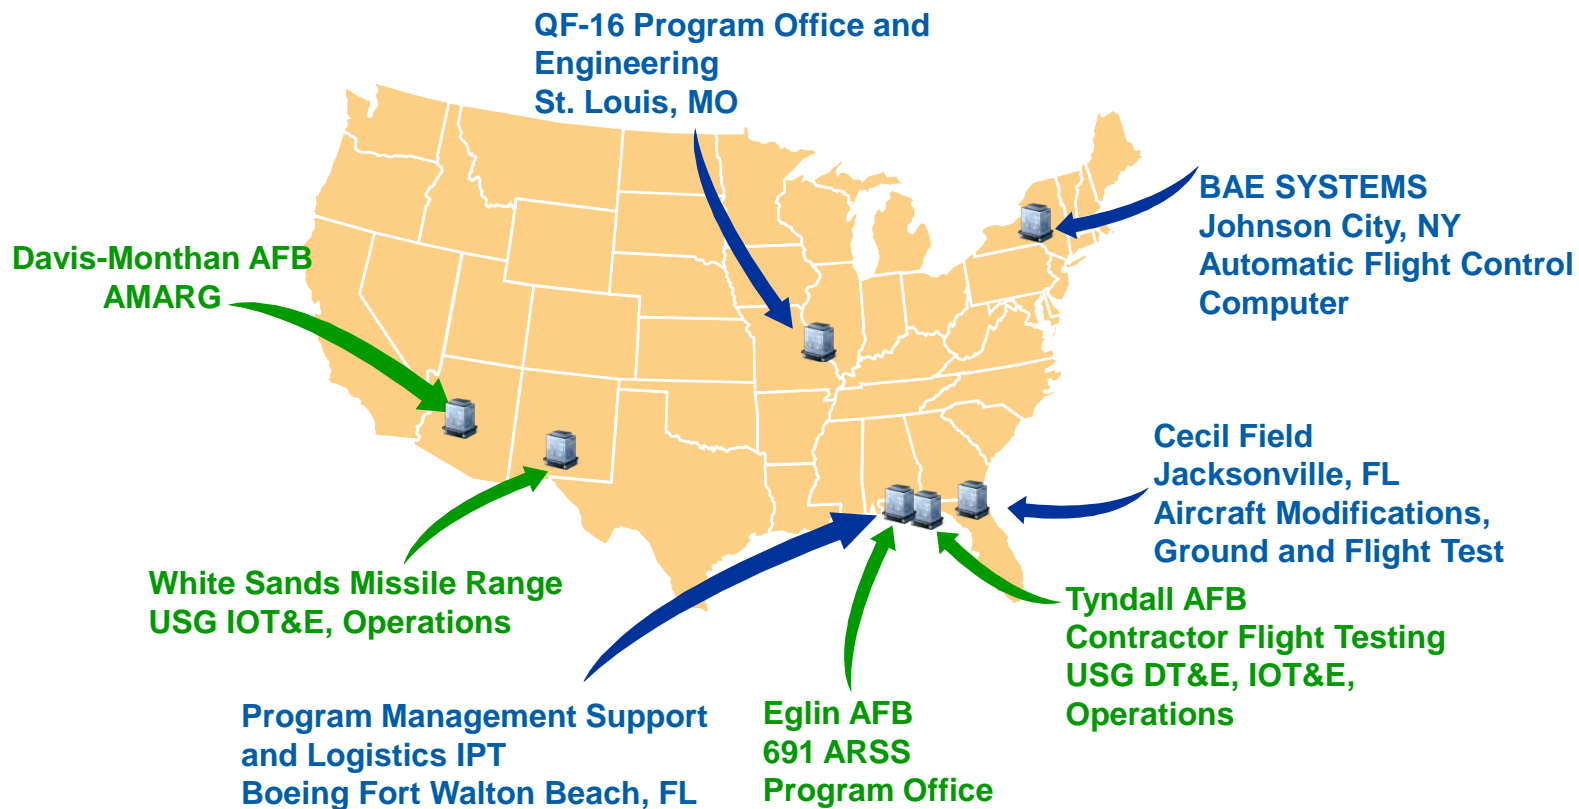 QF-16 Program Office and
Engineering
St. Louis, MO
BAE SYSTEMS
Johnson City, NY
Automatic Flight Control
Computer
Davis-Monthan AFB
AMARG
Cecil Field
Jacksonville, FL
Aircraft Modifications,
Ground and Flight Test
White Sands Missile Range
USG IOT&E, Operations
Tyndall AFB
Contractor Flight Testing
USG DT&E, IOT&E,
Operations
Program Management Support
and Logistics IPT
Boeing Fort Walton Beach, FL
Eglin AFB
691 ARSS
Program Office